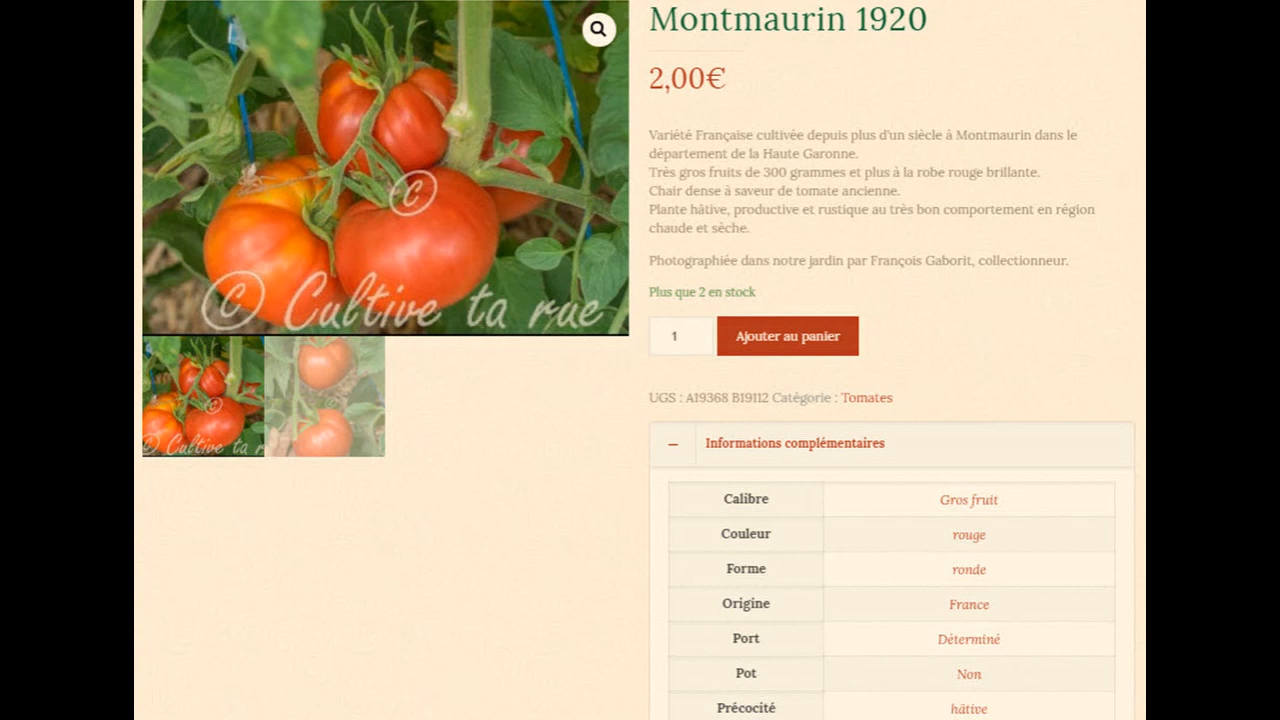 Montmaurin 1920
2,00€
Variété Française cultivée depuis plus d'un siècle à Montmaurin dans le
département de la Haute Garonne.
Très gros fruits de 300 grammes et plus à la robe rouge brillante.
Chair dense à saveur de tomate ancienne.
Plante hâtive, productive et rustique au très bon comportement en région
chaude et sèche.
Photographiée dans notre jardin par François Gaborit, collectionneur.
Plus que 2 en stock
1 Ajouter au panier
UGS : A19368 B19112 Catégorie : Tomates
− Informations complémentaires
Calibre Gros fruit
Couleur rouge
Forme ronde
Origine France
Port Déterminé
Pot Non
Précocité hâtive
©
© Cultive ta rue
©
© Cultive ta r